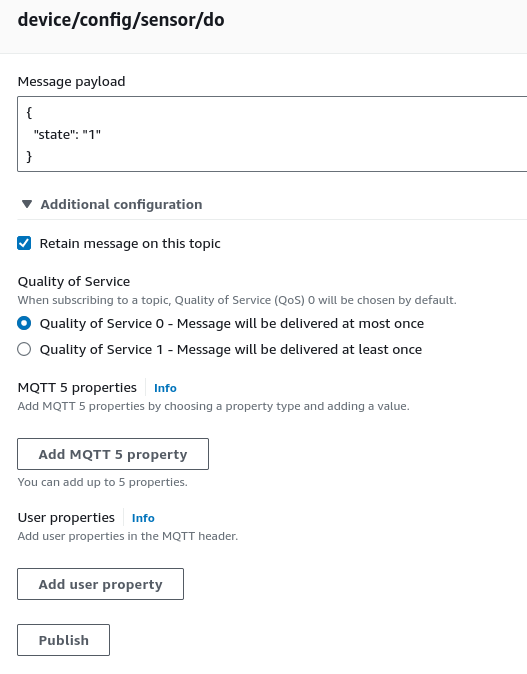 device/config/sensor/do
Message payload
{
"state": "1"
}
Additional configuration
Retain message on this topic
Quality of Service
When subscribing to a topic, Quality of Service (QoS) 0 will be chosen by default.
Quality of Service 0 - Message will be delivered at most once
Quality of Service 1 - Message will be delivered at least once
MQTT 5 properties Info
Add MQTT 5 properties by choosing a property type and adding a value.
Add MQTT 5 property
You can add up to 5 properties.
User properties Info
Add user properties in the MQTT header.
Add user property
Publish